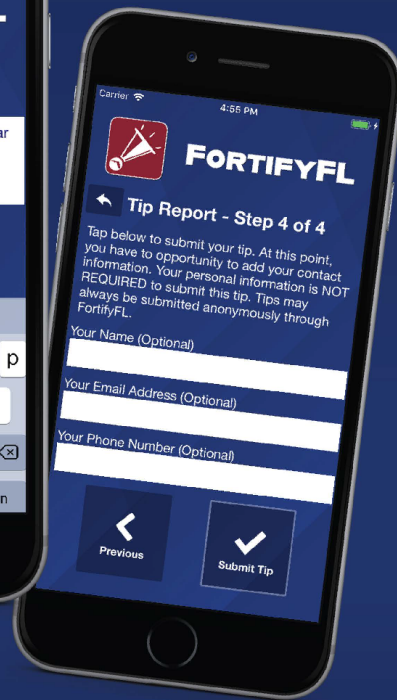 ar
p
n
Carrier
4:55 PM
FORTIFYFL
Tip Report - Step 4 of 4
Tap below to submit your tip. At this point,
you have to opportunity to add your contact
information. Your personal information is NOT
REQUIRED to submit this tip. Tips may
always be submitted anonymously through
FortifyFL.
Your Name (Optional)
Your Email Address (Optional)
Your Phone Number (Optional)
Previous
Submit Tip